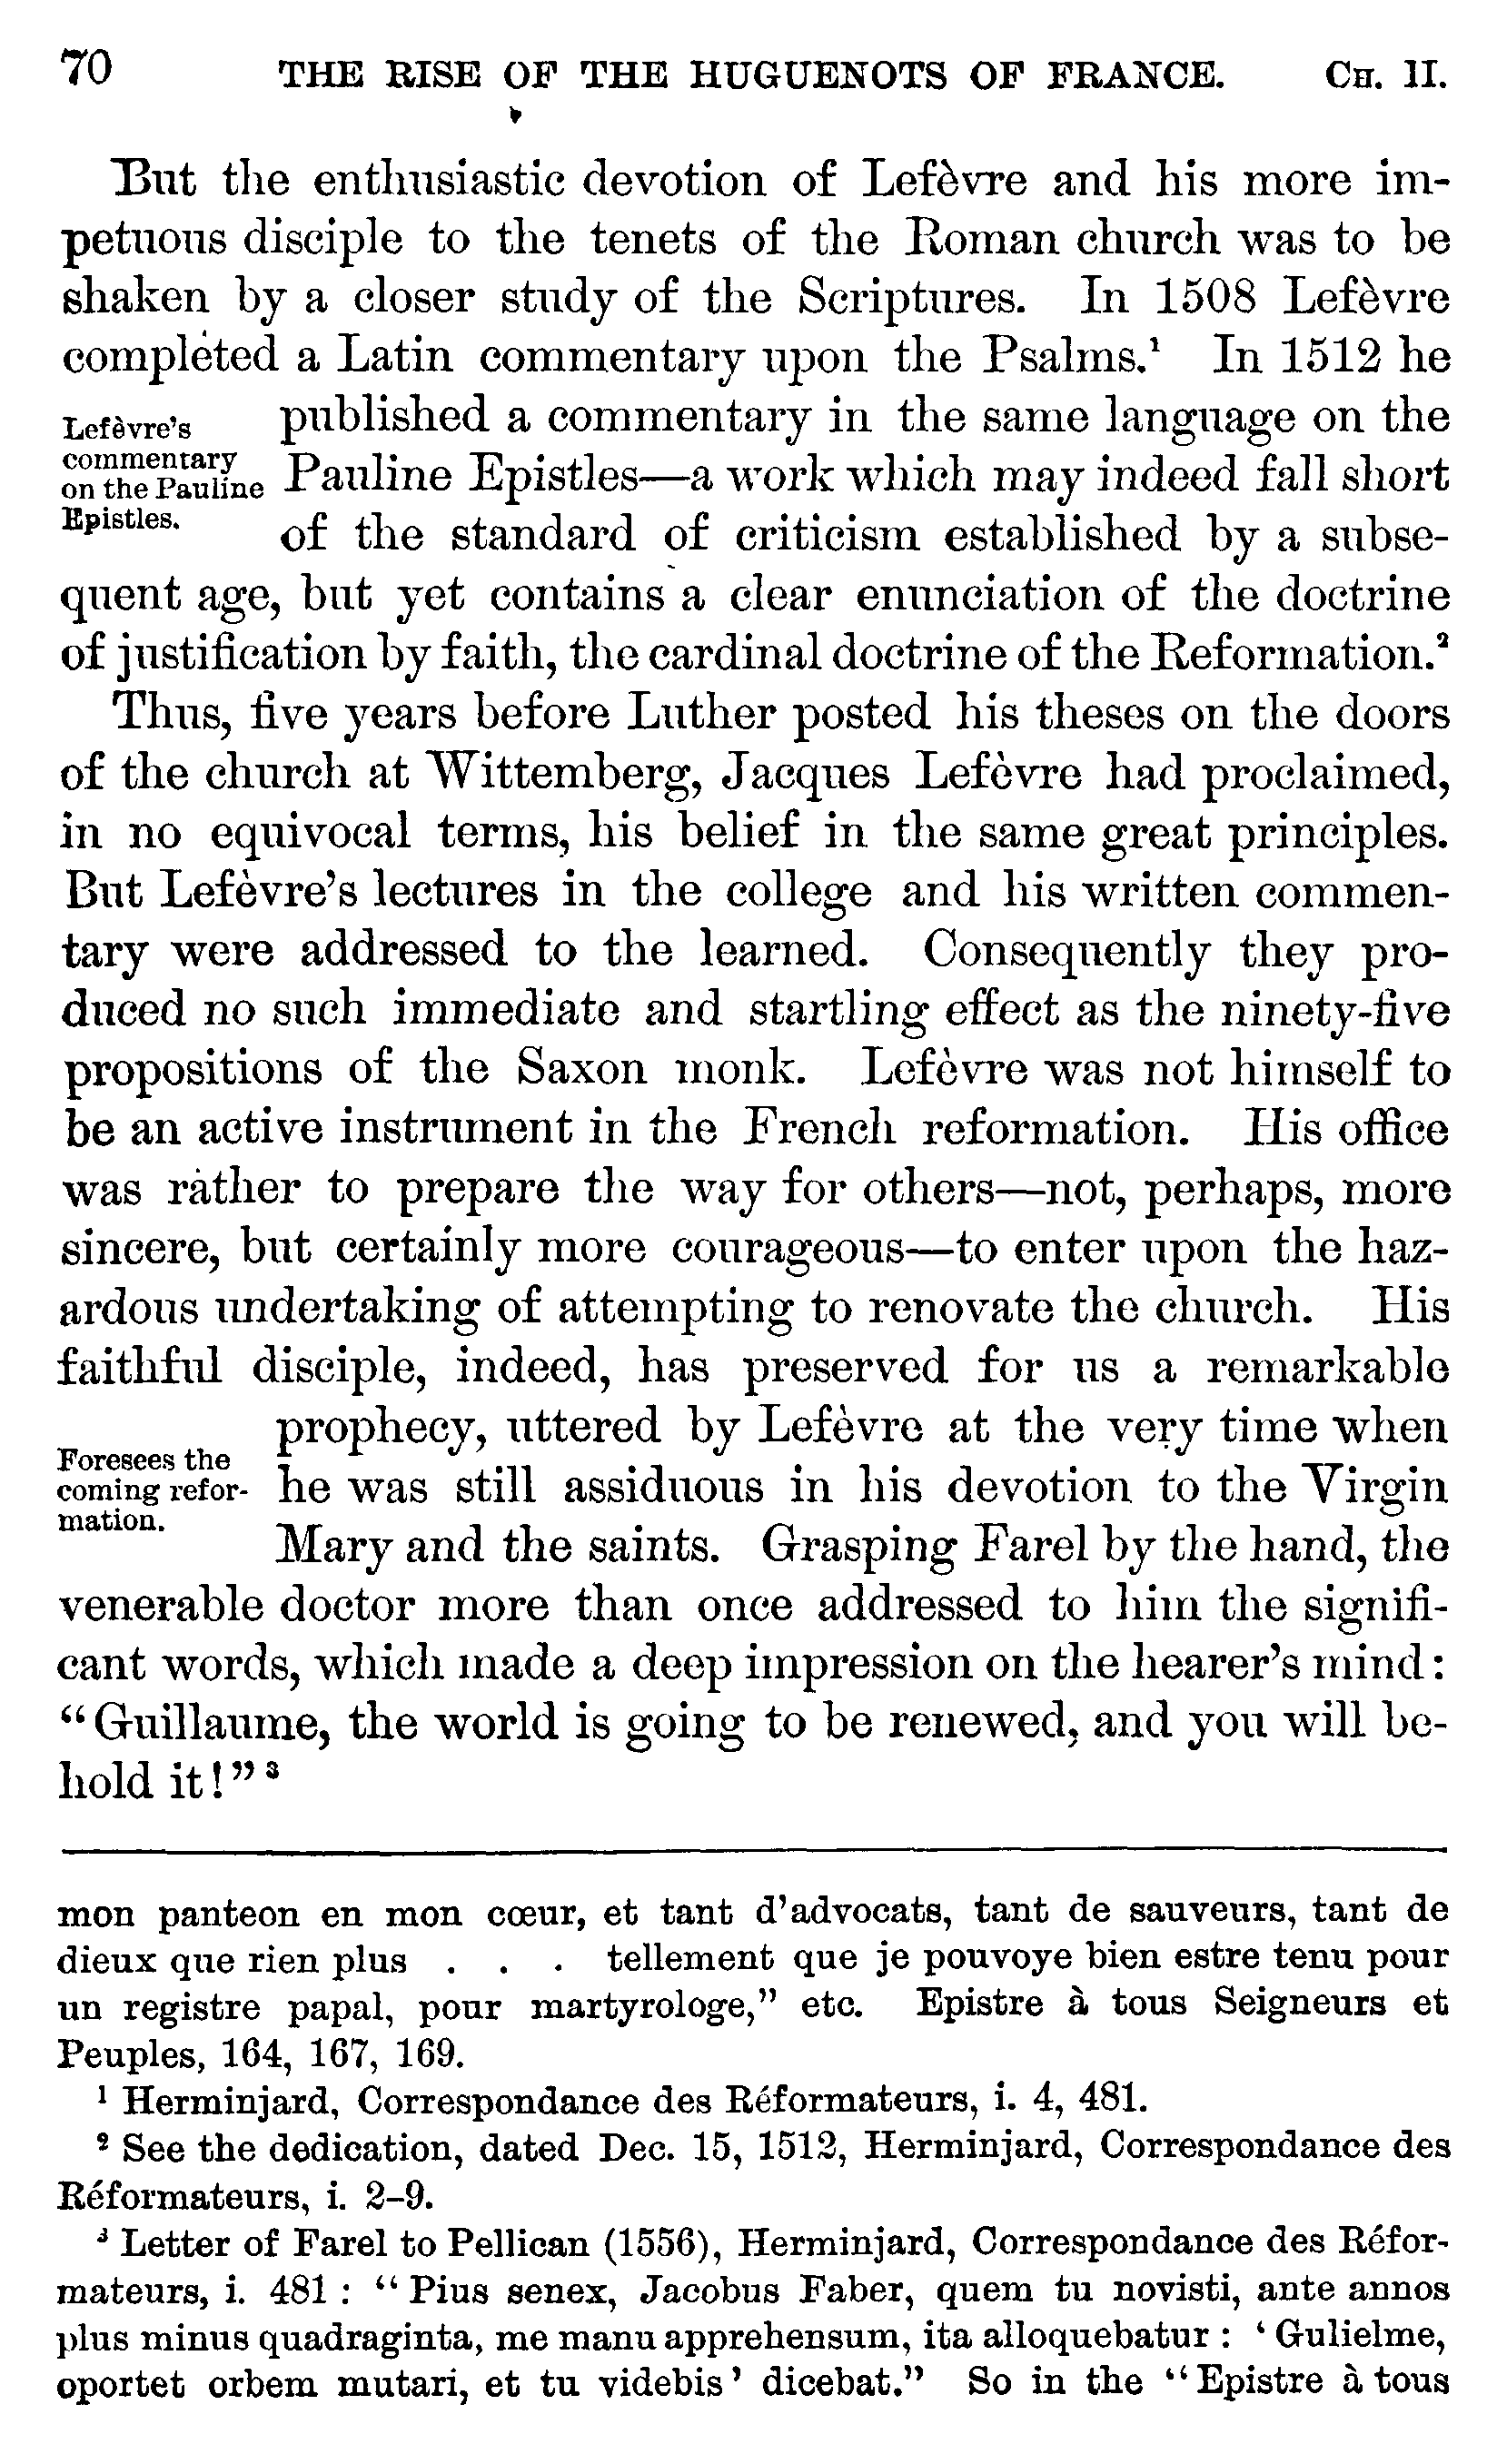 70 THE RISE OF THE HUGUENOTS OF FRANCE. CH. II.
But the enthusiastic devotion of Lefèvre and his more im-
petuous disciple to the tenets of the Roman church was to be
shaken by a closer study of the Scriptures. In 1508 Lefèvre
completed a Latin commentary upon the Psalms.¹ In 1512 he
published a commentary in the same language on the
Lefèvre's
commentary
on the Pauline
Epistles.
Pauline Epistles—a work which may indeed fall short
of the standard of criticism established by a subse-
quent age, but yet contains a clear enunciation of the doctrine
of justification by faith, the cardinal doctrine of the Reformation.²
Thus, five years before Luther posted his theses on the doors
of the church at Wittemberg, Jacques Lefèvre had proclaimed,
in no equivocal terms, his belief in the same great principles.
But Lefèvre's lectures in the college and his written commen-
tary were addressed to the learned. Consequently they pro-
duced no such immediate and startling effect as the ninety-five
propositions of the Saxon monk. Lefèvre was not himself to
be an active instrument in the French reformation. His office
was rather to prepare the way for others—not, perhaps, more
sincere, but certainly more courageous—to enter upon the haz-
ardous undertaking of attempting to renovate the church. His
faithful disciple, indeed, has preserved for us a remarkable
prophecy, uttered by Lefèvre at the very time when
Foresees the
coming refor-
mation.
he was still assiduous in his devotion to the Virgin
Mary and the saints. Grasping Farel by the hand, the
venerable doctor more than once addressed to him the signifi-
cant words, which made a deep impression on the hearer's mind:
"Guillaume, the world is going to be renewed, and you will be-
hold it!"³
mon panteon en mon cœur, et tant d'advocats, tant de sauveurs, tant de
dieux que rien plus . . . tellement que je pouvoye bien estre tenu pour
un registre papal, pour martyrologe," etc. Epistre à tous Seigneurs et
Peuples, 164, 167, 169.
¹ Herminjard, Correspondance des Réformateurs, i. 4, 481.
² See the dedication, dated Dec. 15, 1512, Herminjard, Correspondance des
Réformateurs, i. 2-9.
³ Letter of Farel to Pellican (1556), Herminjard, Correspondance des Réfor-
mateurs, i. 481: "Pius senex, Jacobus Faber, quem tu novisti, ante annos
plus minus quadraginta, me manu apprehensum, ita alloquebatur: 'Gulielme,
oportet orbem mutari, et tu videbis' dicebat." So in the "Epistre à tous